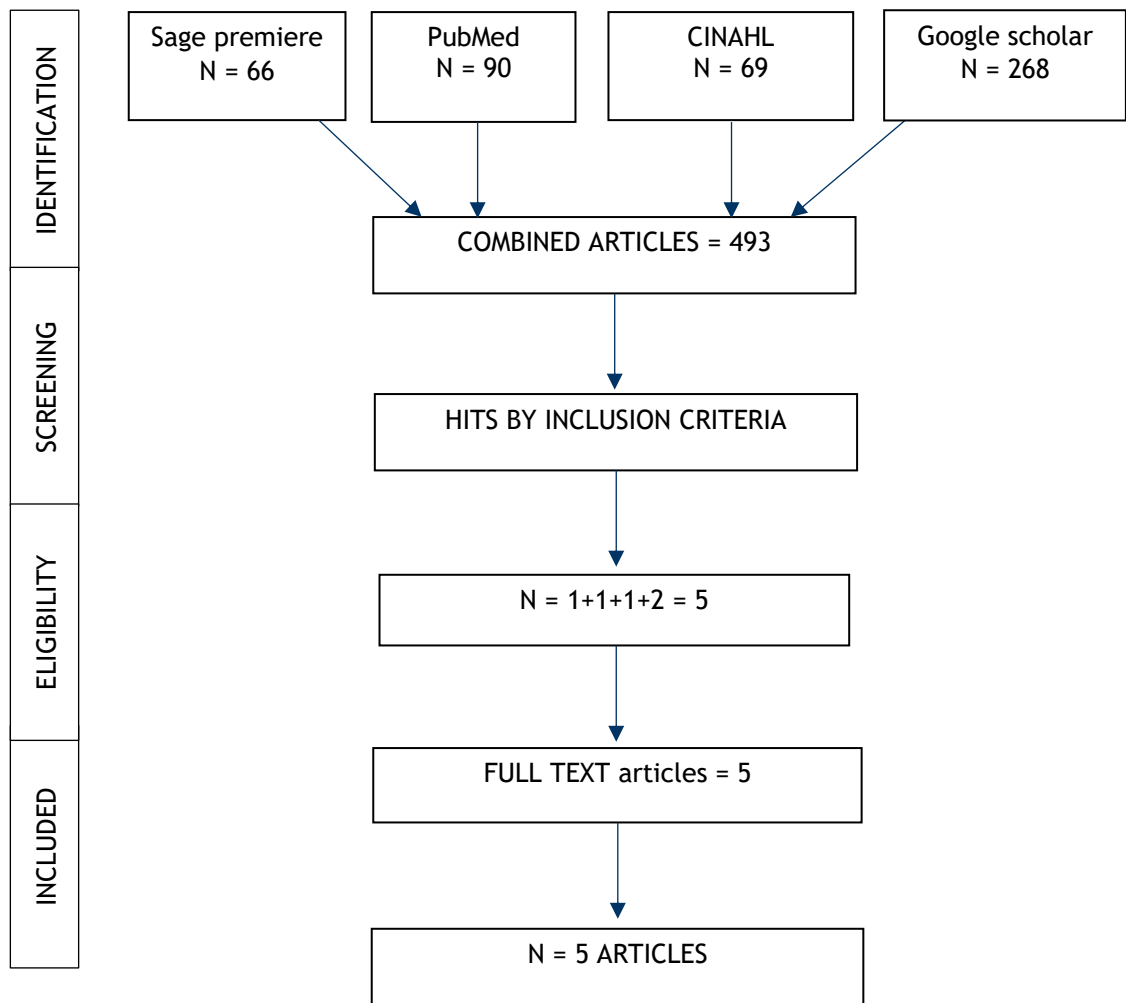 Sage premiere
N = 66
PubMed
N = 90
CINAHL
N = 69
Google scholar
N = 268
IDENTIFICATION
COMBINED ARTICLES = 493
SCREENING
HITS BY INCLUSION CRITERIA
ELIGIBILITY
N = 1+1+1+2 = 5
INCLUDED
FULL TEXT articles = 5
N = 5 ARTICLES